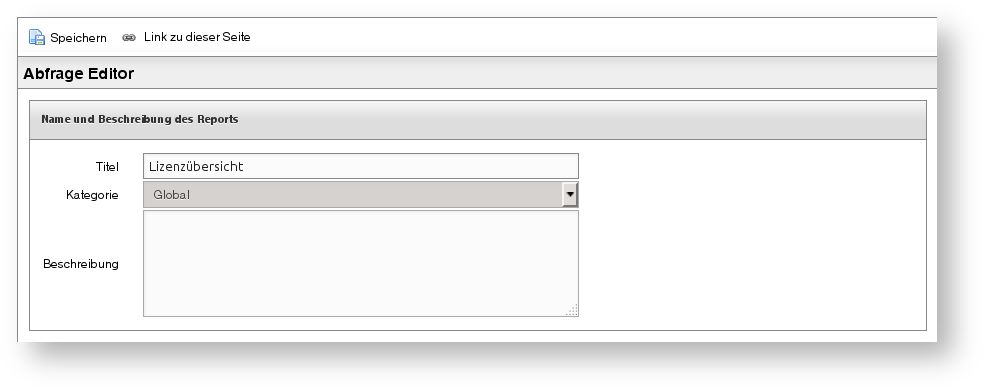 Speichern Link zu dieser Seite
Abfrage Editor
Name und Beschreibung des Reports
Titel Lizenzübersicht
Kategorie Global
Beschreibung